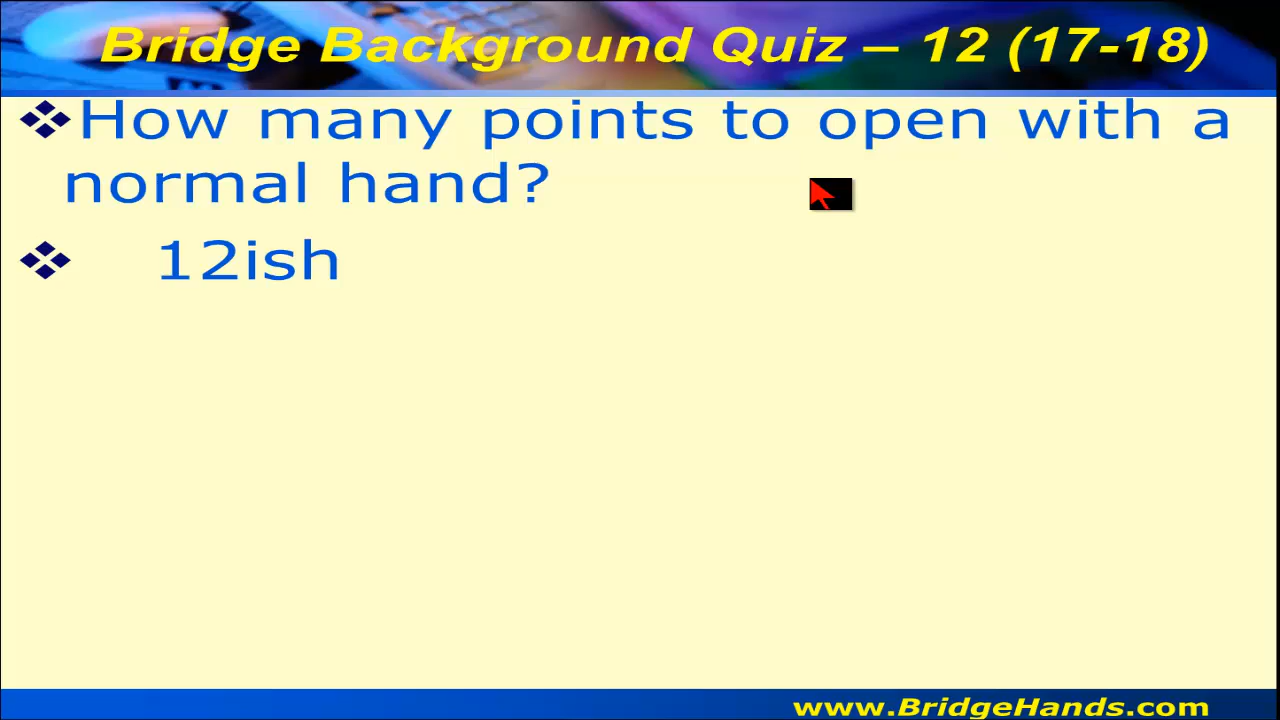 Bridge Background Quiz – 12 (17-18)
How many points to open with a
normal hand?
12ish
www.BridgeHands.com